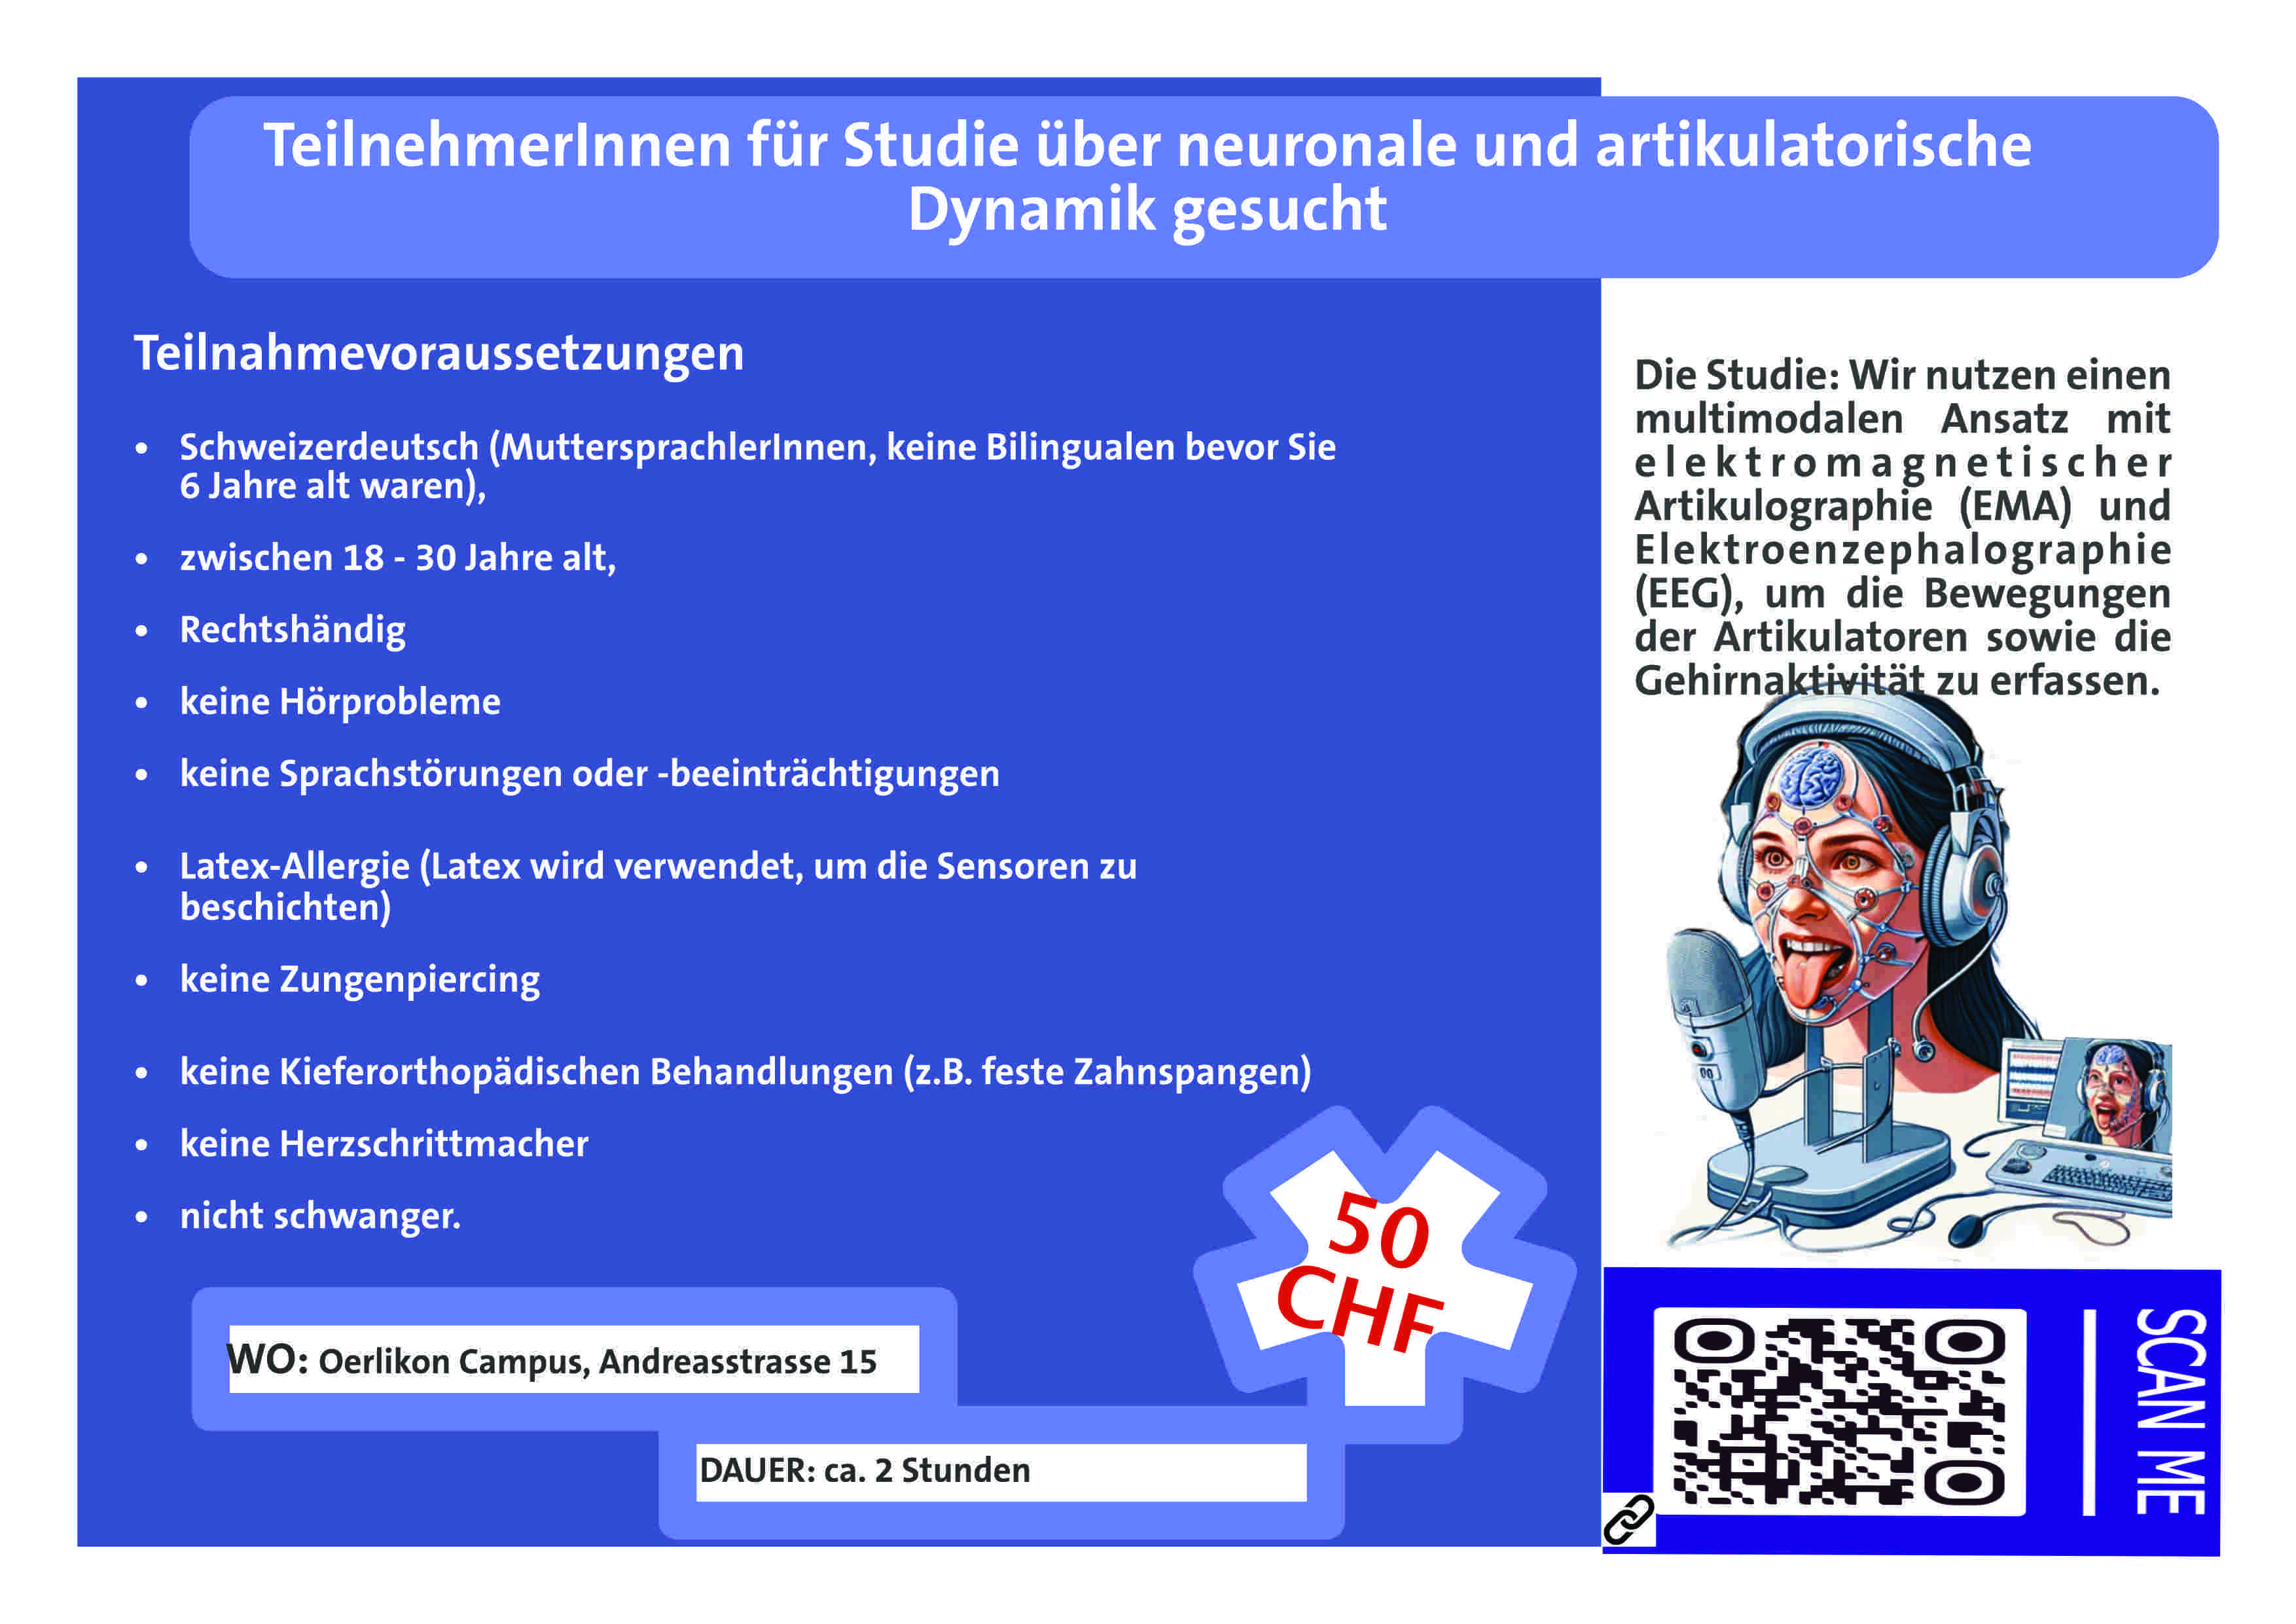 TeilnehmerInnen für Studie über neuronale und artikulatorische
Dynamik gesucht
Teilnahmevoraussetzungen
• Schweizerdeutsch (MuttersprachlerInnen, keine Bilingualen bevor Sie
6 Jahre alt waren),
• zwischen 18 - 30 Jahre alt,
• Rechtshändig
• keine Hörprobleme
• keine Sprachstörungen oder -beeinträchtigungen
• Latex-Allergie (Latex wird verwendet, um die Sensoren zu
beschichten)
• keine Zungenpiercing
• keine Kieferorthopädischen Behandlungen (z.B. feste Zahnspangen)
• keine Herzschrittmacher
• nicht schwanger.
50
CHF
WO: Oerlikon Campus, Andreasstrasse 15
DAUER: ca. 2 Stunden
Die Studie: Wir nutzen einen
multimodalen Ansatz mit
elektromagnetischer
Artikulographie (EMA) und
Elektroenzephalographie
(EEG), um die Bewegungen
der Artikulatoren sowie die
Gehirnaktivität zu erfassen.
SCAN ME